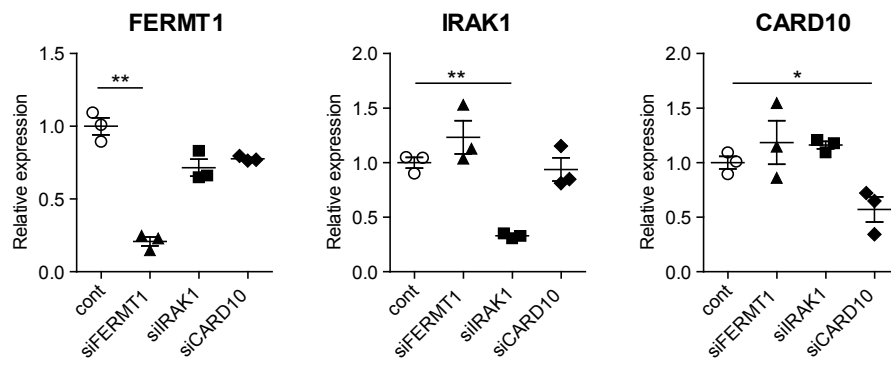 FERMT1
IRAK1
CARD10
Relative expression
1.5
1.0
0.5
0.0
**
cont
siFERMT1
siIRAK1
siCARD10
Relative expression
2.0
1.5
1.0
0.5
0.0
**
cont
siFERMT1
siIRAK1
siCARD10
Relative expression
2.0
1.5
1.0
0.5
0.0
*
cont
siFERMT1
siIRAK1
siCARD10